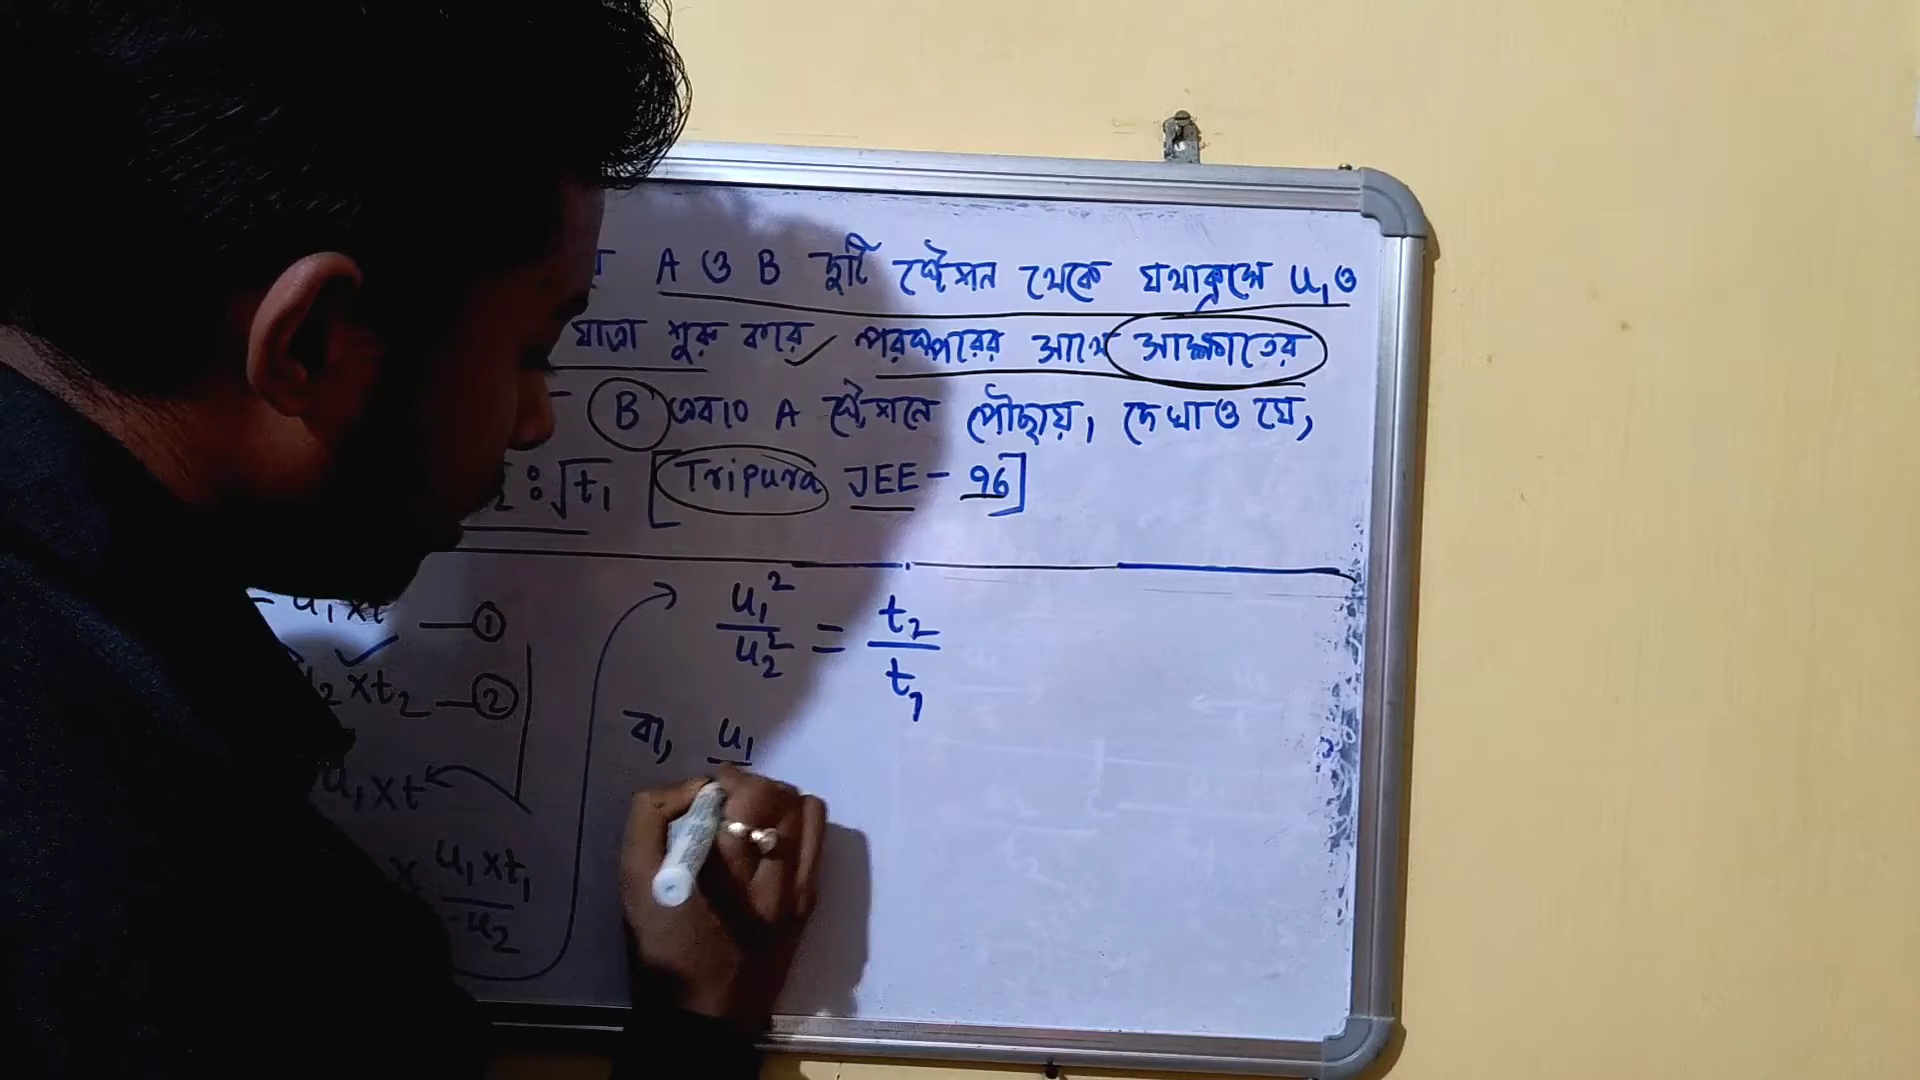 A ও B দুটি ষ্টেশন থেকে যথাক্রমে u₁ ও
যাত্রা শুরু করে পরস্পরের সাথে সাক্ষাতের
B এবং A ষ্টেশনে পৌঁছায়, দেখাও যে,
: √t₁ [Tripura JEE - 96]
u₁ x t — ①
u₂ x t₂ — ②
u₁ x t
x u₁ x t₁ / u₂
u₁² / u₂² = t₂ / t₁
বা, u₁